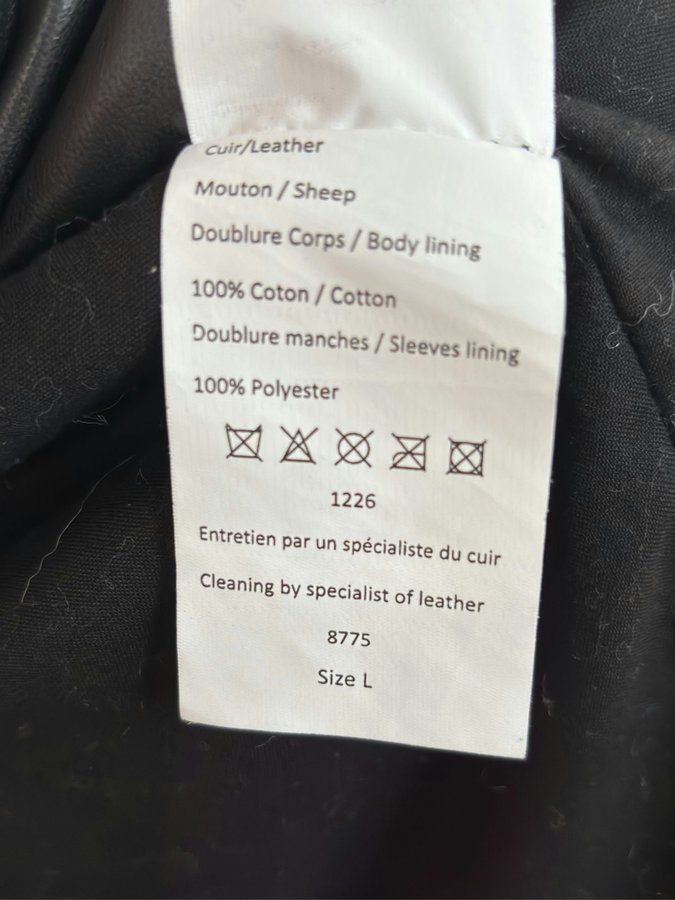 Cuir/Leather
Mouton / Sheep
Doublure Corps / Body lining
100% Coton / Cotton
Doublure manches / Sleeves lining
100% Polyester
1226
Entretien par un spécialiste du cuir
Cleaning by specialist of leather
8775
Size L